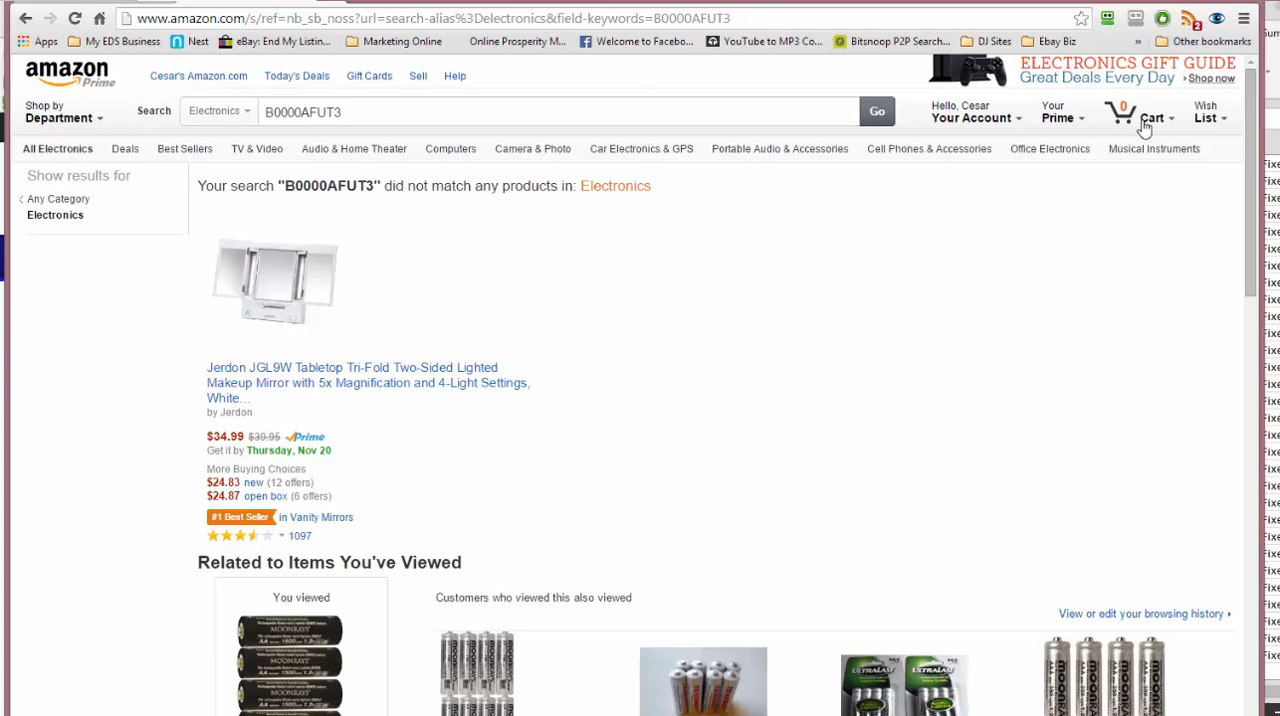 www.amazon.com/s/ref=nb_sb_noss?url=search-alias%3Delectronics&field-keywords=B0000AFUT3
Apps My EDS Business Nest eBay: End My Listin... Marketing Online Online Prosperity M... Welcome to Facebo... YouTube to MP3 Co... Bitsnoop P2P Search... DJ Sites Ebay Biz » Other bookmarks
amazon Prime
Cesar's Amazon.com Today's Deals Gift Cards Sell Help
ELECTRONICS GIFT GUIDE
Great Deals Every Day Shop now
Shop by
Department
Search Electronics B0000AFUT3 Go
Hello, Cesar
Your Account
Your
Prime
0 Cart
Wish
List
All Electronics Deals Best Sellers TV & Video Audio & Home Theater Computers Camera & Photo Car Electronics & GPS Portable Audio & Accessories Cell Phones & Accessories Office Electronics Musical Instruments
Show results for
Any Category
Electronics
Your search "B0000AFUT3" did not match any products in: Electronics
Jerdon JGL9W Tabletop Tri-Fold Two-Sided Lighted
Makeup Mirror with 5x Magnification and 4-Light Settings,
White...
by Jerdon
$34.99 $39.95 Prime
Get it by Thursday, Nov 20
More Buying Choices
$24.83 new (12 offers)
$24.87 open box (6 offers)
#1 Best Seller in Vanity Mirrors
1097
Related to Items You've Viewed
You viewed
Customers who viewed this also viewed
View or edit your browsing history
MOONRAYS
MOONRAYS
MOONRAYS
ULTRALAST
ULTRALAST